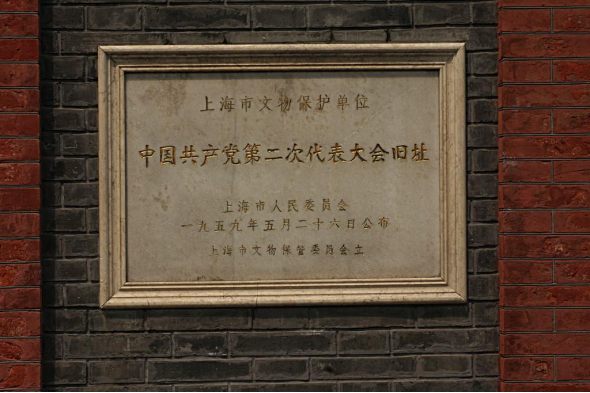 上海市文物保护单位
中国共产党第二次代表大会旧址
上海市人民委员会
一九五九年五月二十六日公布
上海市文物保管委员会立